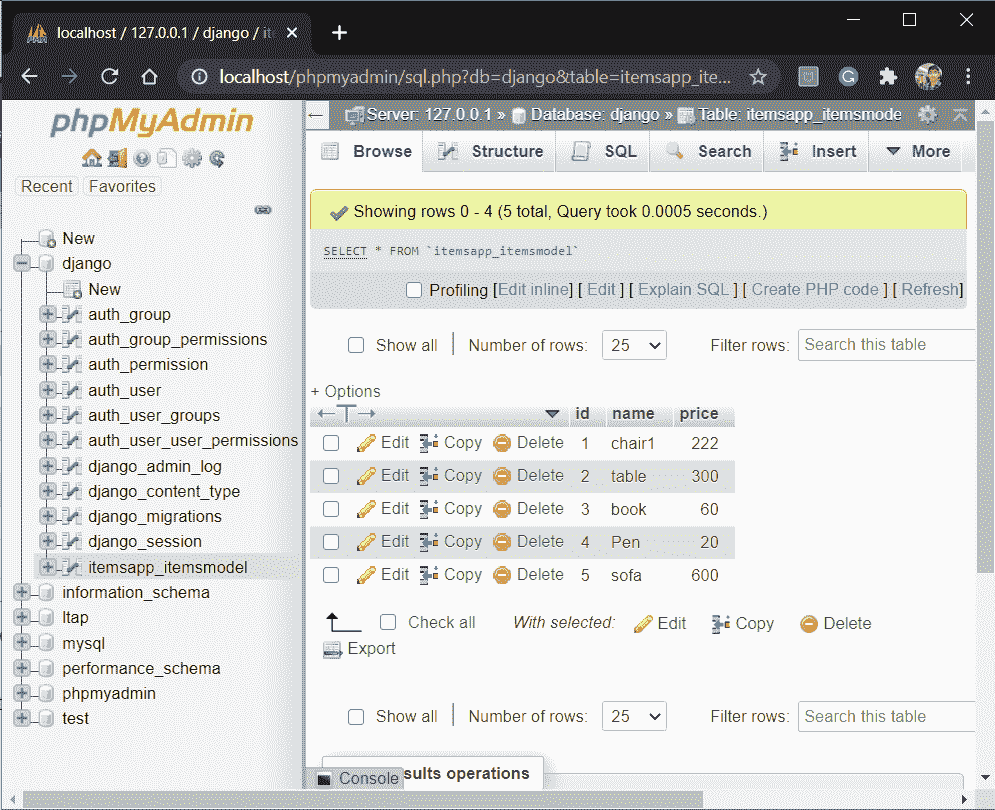 localhost / 127.0.0.1 / django / it
localhost/phpmyadmin/sql.php?db=django&table=itemsapp_ite...
phpMyAdmin
Recent Favorites
New
django
New
auth_group
auth_group_permissions
auth_permission
auth_user
auth_user_groups
auth_user_user_permissions
django_admin_log
django_content_type
django_migrations
django_session
itemsapp_itemsmodel
information_schema
ltap
mysql
performance_schema
phpmyadmin
test
Server: 127.0.0.1 » Database: django » Table: itemsapp_itemsmode
Browse Structure SQL Search Insert More
Showing rows 0 - 4 (5 total, Query took 0.0005 seconds.)
SELECT * FROM `itemsapp_itemsmodel`
Profiling [Edit inline] [ Edit ] [ Explain SQL ] [ Create PHP code ] [ Refresh]
Show all Number of rows: 25 Filter rows: Search this table
+ Options
id name price
Edit Copy Delete 1 chair1 222
Edit Copy Delete 2 table 300
Edit Copy Delete 3 book 60
Edit Copy Delete 4 Pen 20
Edit Copy Delete 5 sofa 600
Check all With selected: Edit Copy Delete
Export
Show all Number of rows: 25 Filter rows: Search this table
Console sults operations